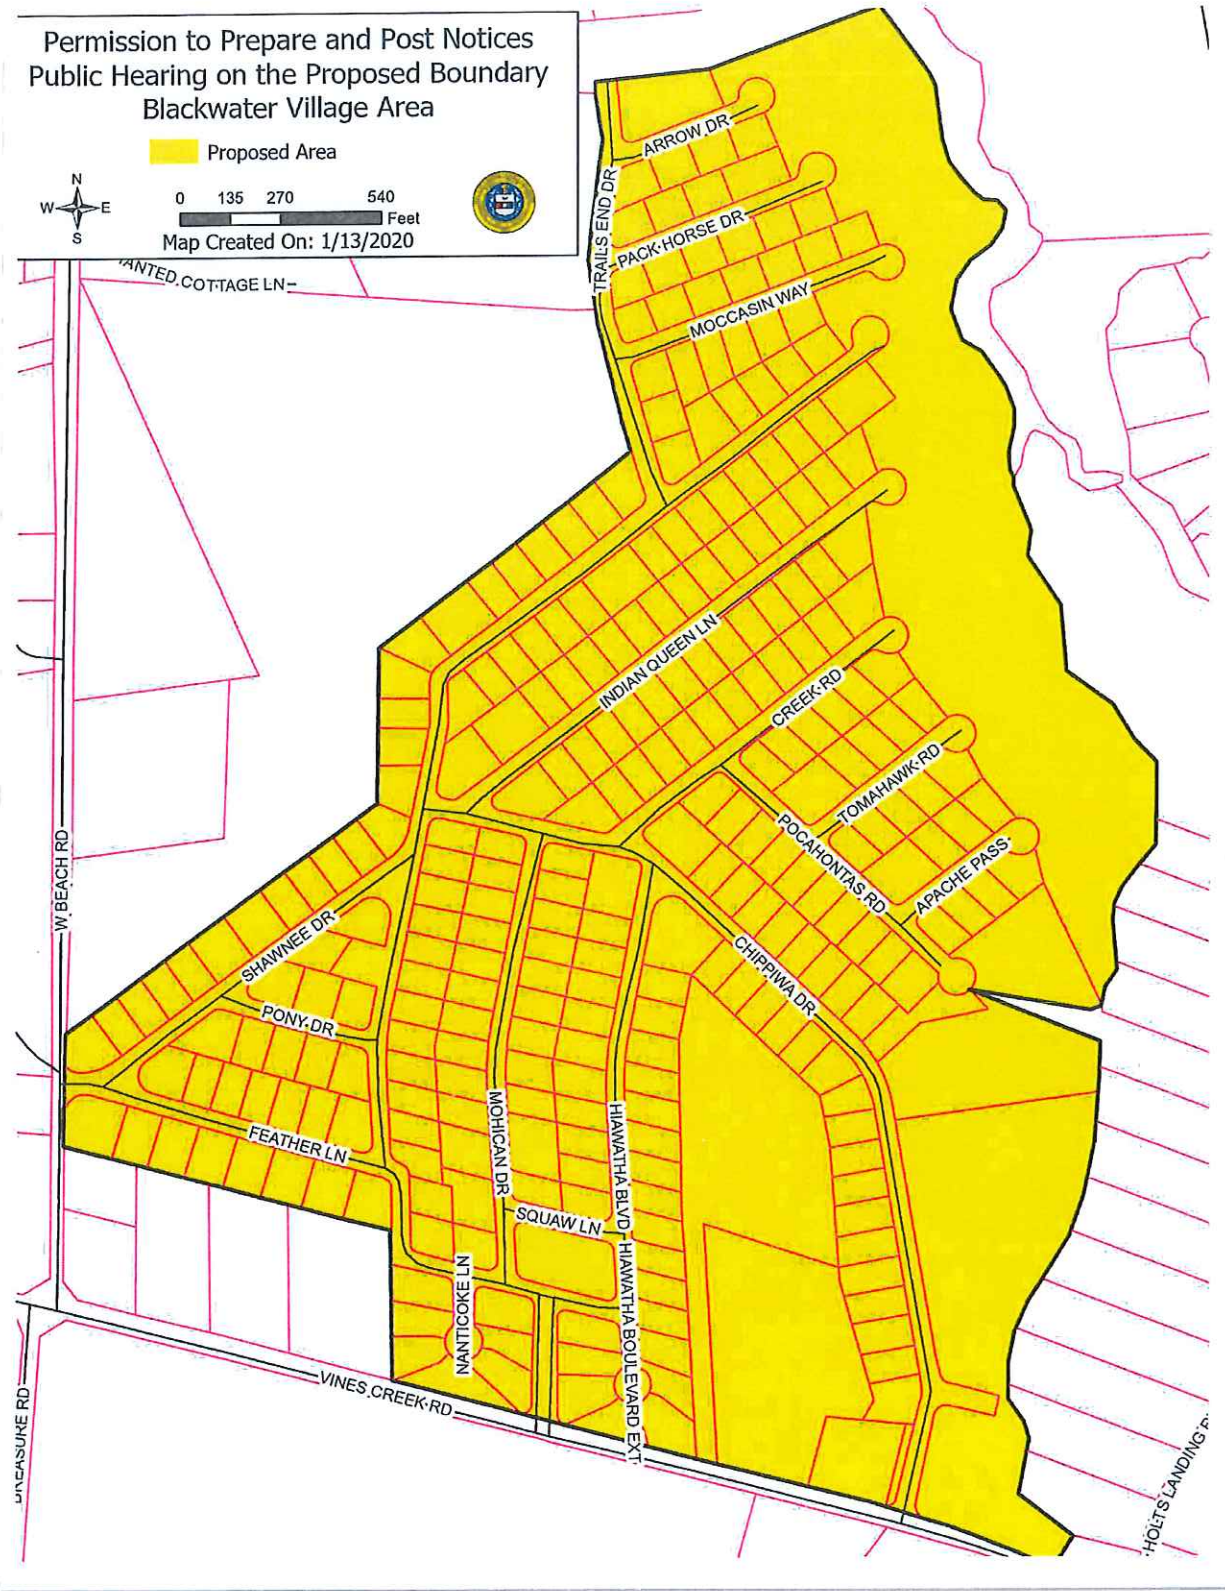 Permission to Prepare and Post Notices
Public Hearing on the Proposed Boundary
Blackwater Village Area
Proposed Area
N
W E
S
0 135 270 540
Feet
Map Created On: 1/13/2020
ANTED COTTAGE LN
ARROW DR
TRAILS END DR
PACK HORSE DR
MOCCASIN WAY
INDIAN QUEEN LN
CREEK RD
TOMAHAWK RD
POCAHONTAS RD
APACHE PASS
W BEACH RD
SHAWNEE DR
CHIPPIWA DR
PONY DR
FEATHER LN
MOHICAN DR
HIAWATHA BLVD
SQUAW LN
NANTICOKE LN
HIAWATHA BOULEVARD EXT
VINES CREEK RD
HOLTS LANDING